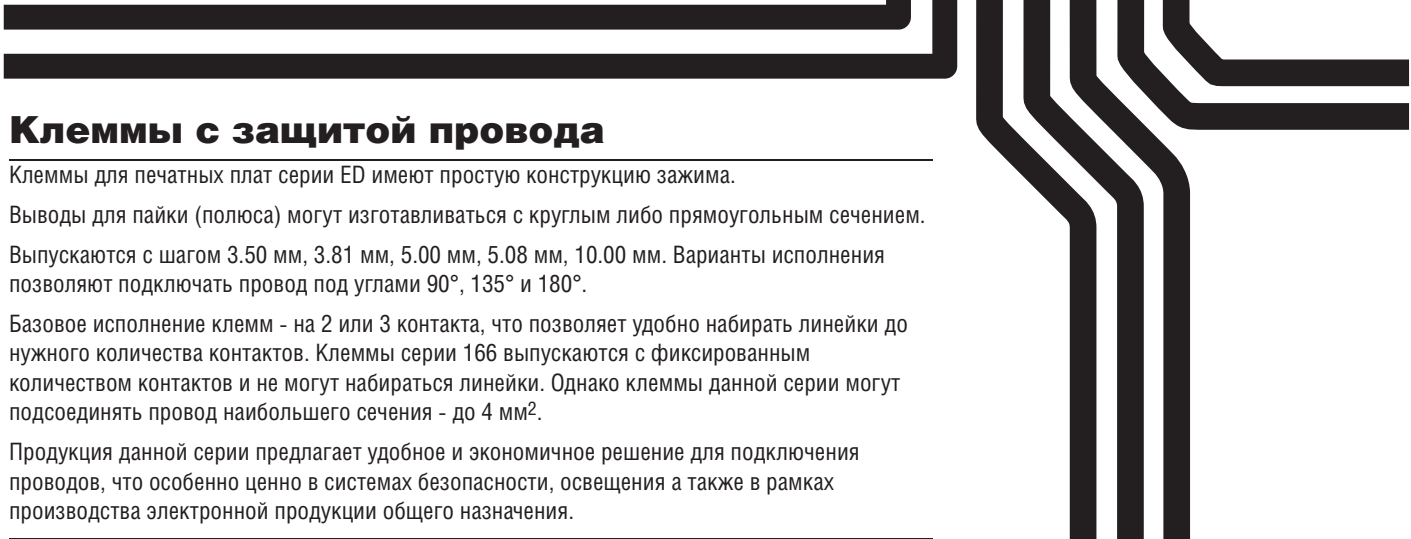 Клеммы с защитой провода
Клеммы для печатных плат серии ED имеют простую конструкцию зажима.
Выводы для пайки (полюса) могут изготавливаться с круглым либо прямоугольным сечением.
Выпускаются с шагом 3.50 мм, 3.81 мм, 5.00 мм, 5.08 мм, 10.00 мм. Варианты исполнения
позволяют подключать провод под углами 90°, 135° и 180°.
Базовое исполнение клемм - на 2 или 3 контакта, что позволяет удобно набирать линейки до
нужного количества контактов. Клеммы серии 166 выпускаются с фиксированным
количеством контактов и не могут набираться линейки. Однако клеммы данной серии могут
подсоединять провод наибольшего сечения - до 4 мм².
Продукция данной серии предлагает удобное и экономичное решение для подключения
проводов, что особенно ценно в системах безопасности, освещения а также в рамках
производства электронной продукции общего назначения.